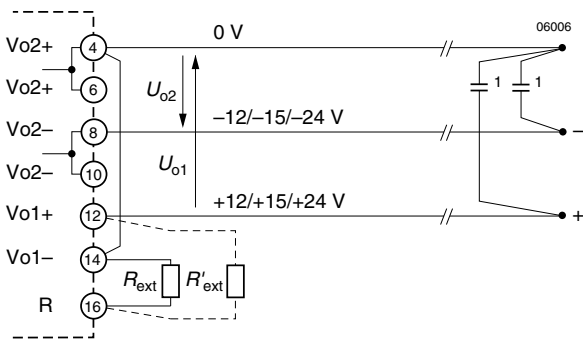 06006
Vo2+ 4 0 V
Vo2+ 6
Uo2
1 1
Vo2– 8 –12/–15/–24 V –
Vo2– 10
Uo1
Vo1+ 12 +12/+15/+24 V +
Vo1– 14
Rext R'ext
R 16